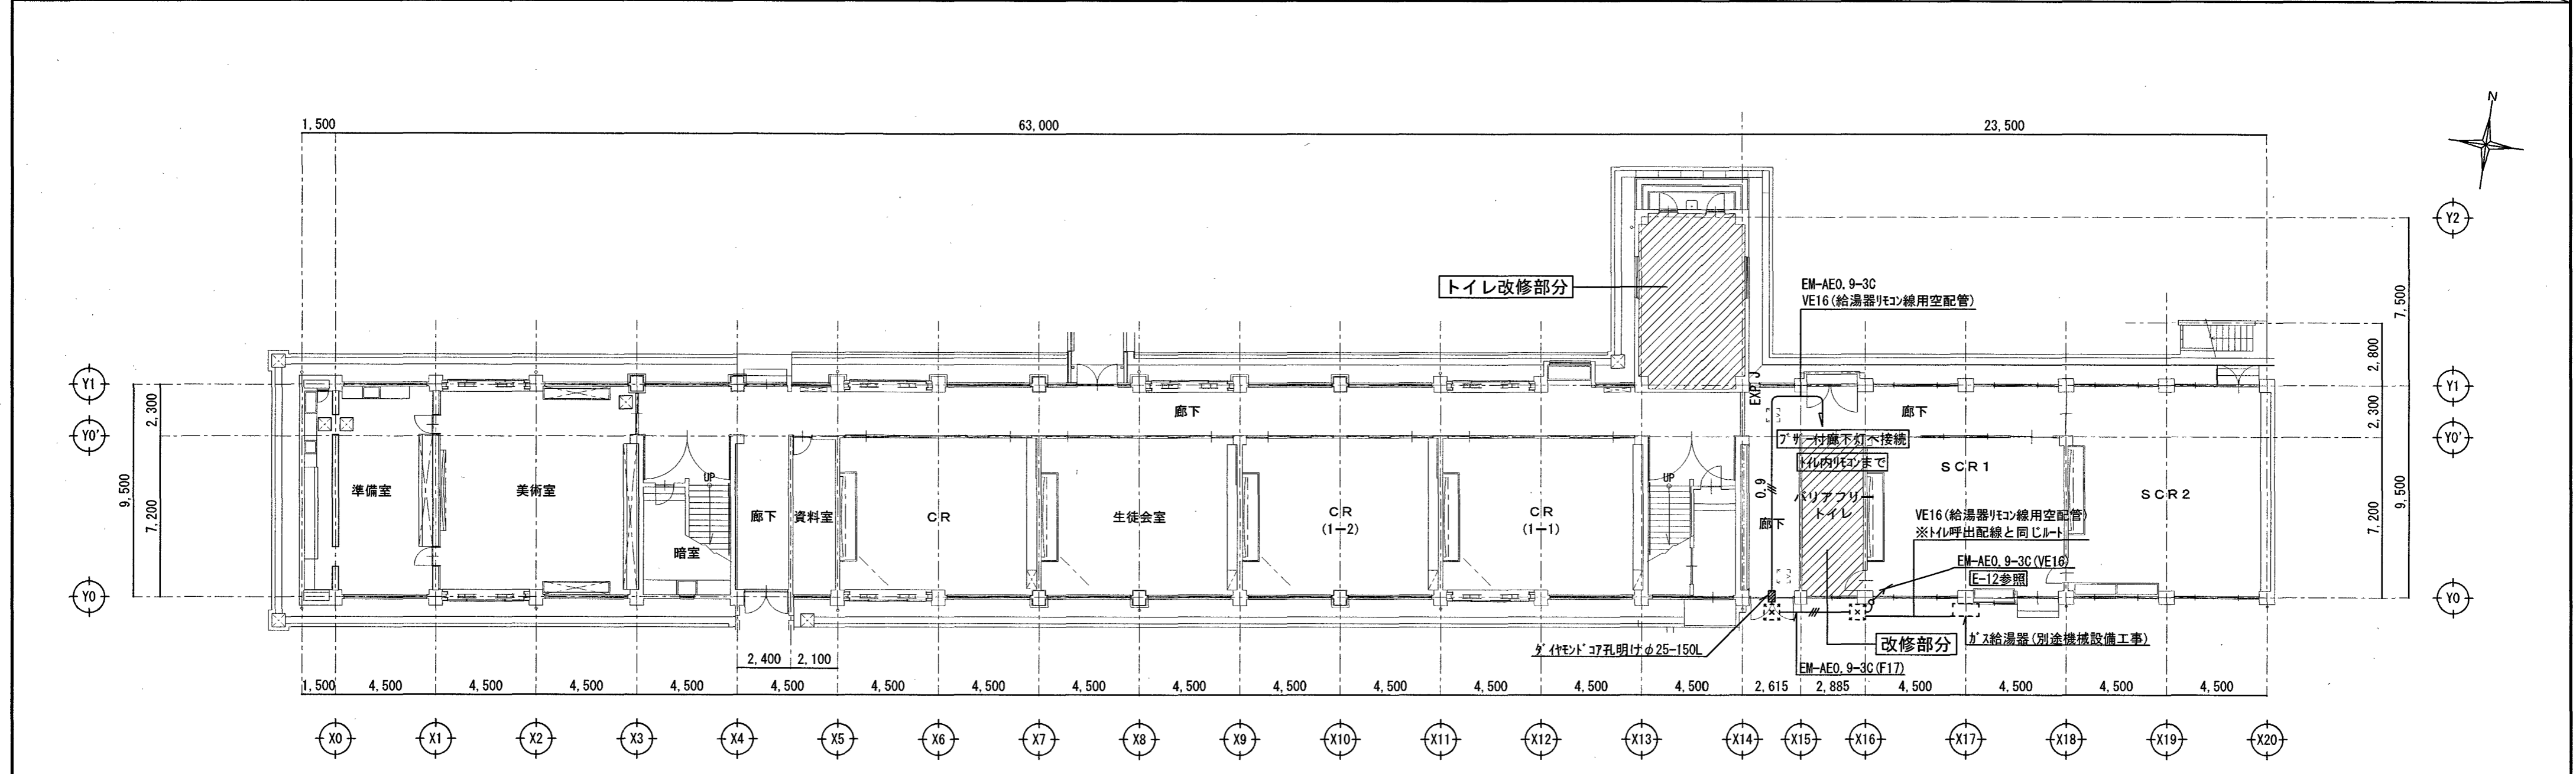 N
1,500
63,000
23,500
Y2
トイレ改修部分
EM-AE0.9-3C
VE16(給湯器リモコン線用空配管)
7,500
2,800
Y1
Y1
EXP.J
2,300
廊下
廊下
2,300
Y0'
ブザー付廊下灯へ接続
Y0'
トイレ内リモコンまで
9,500
7,200
準備室
美術室
UP
暗室
廊下
資料室
CR
生徒会室
CR
(1-2)
CR
(1-1)
UP
0.9
廊下
バリアフリー
トイレ
SCR1
SCR2
VE16(給湯器リモコン線用空配管)
※トイレ呼出配線と同じルート
7,200
9,500
EM-AE0.9-3C(VE16)
E-12参照
Y0
Y0
ダイヤモンドコア孔明けφ25-150L
改修部分
ガス給湯器(別途機械設備工事)
EM-AE0.9-3C(F17)
2,400
2,100
1,500
4,500
4,500
4,500
4,500
4,500
4,500
4,500
4,500
4,500
4,500
4,500
4,500
4,500
4,500
2,615
2,885
4,500
4,500
4,500
4,500
X0
X1
X2
X3
X4
X5
X6
X7
X8
X9
X10
X11
X12
X13
X14
X15
X16
X17
X18
X19
X20